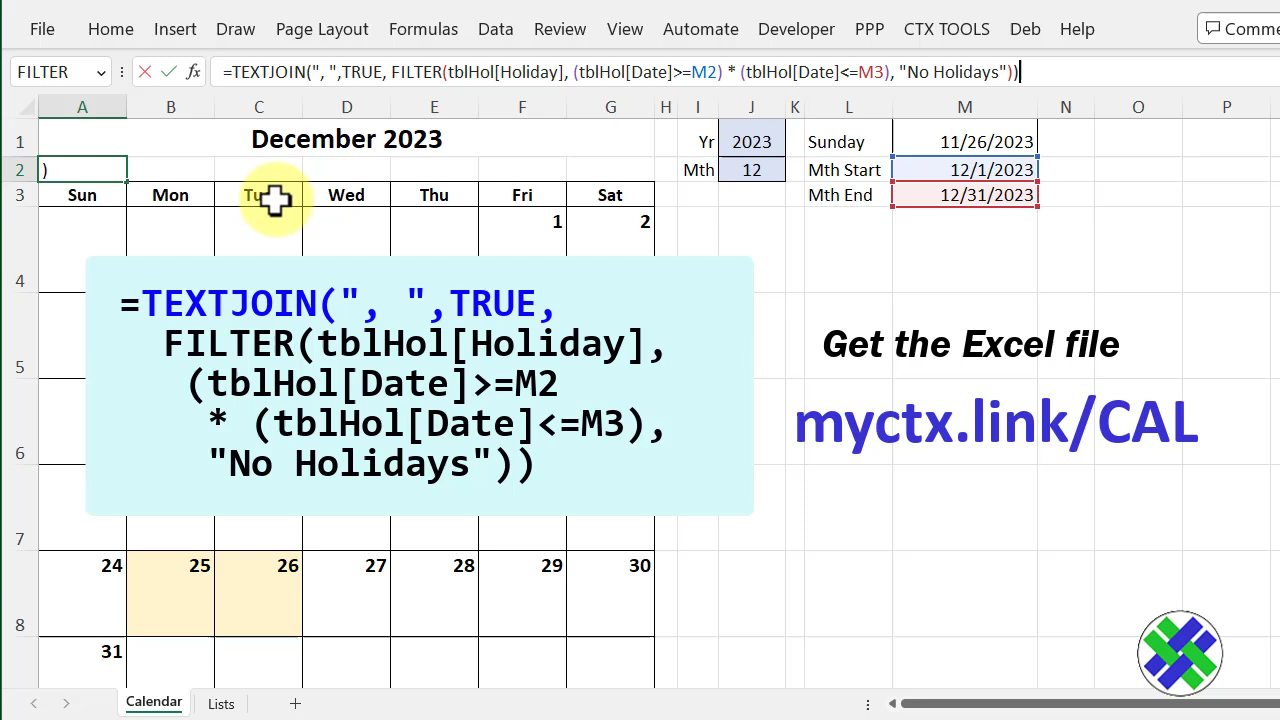 File Home Insert Draw Page Layout Formulas Data Review View Automate Developer PPP CTX TOOLS Deb Help Comme
FILTER fx =TEXTJOIN(", ",TRUE, FILTER(tblHol[Holiday], (tblHol[Date]>=M2) * (tblHol[Date]<=M3), "No Holidays"))
A B C D E F G H I J K L M N O P
1 December 2023 Yr 2023 Sunday 11/26/2023
2 ) Mth 12 Mth Start 12/1/2023
3 Sun Mon Wed Thu Fri Sat Mth End 12/31/2023
1 2
4
=TEXTJOIN(", ",TRUE,
FILTER(tblHol[Holiday],
(tblHol[Date]>=M2
* (tblHol[Date]<=M3),
"No Holidays"))
Get the Excel file
myctx.link/CAL
5
6
7
24 25 26 27 28 29 30
8
31
Calendar Lists +